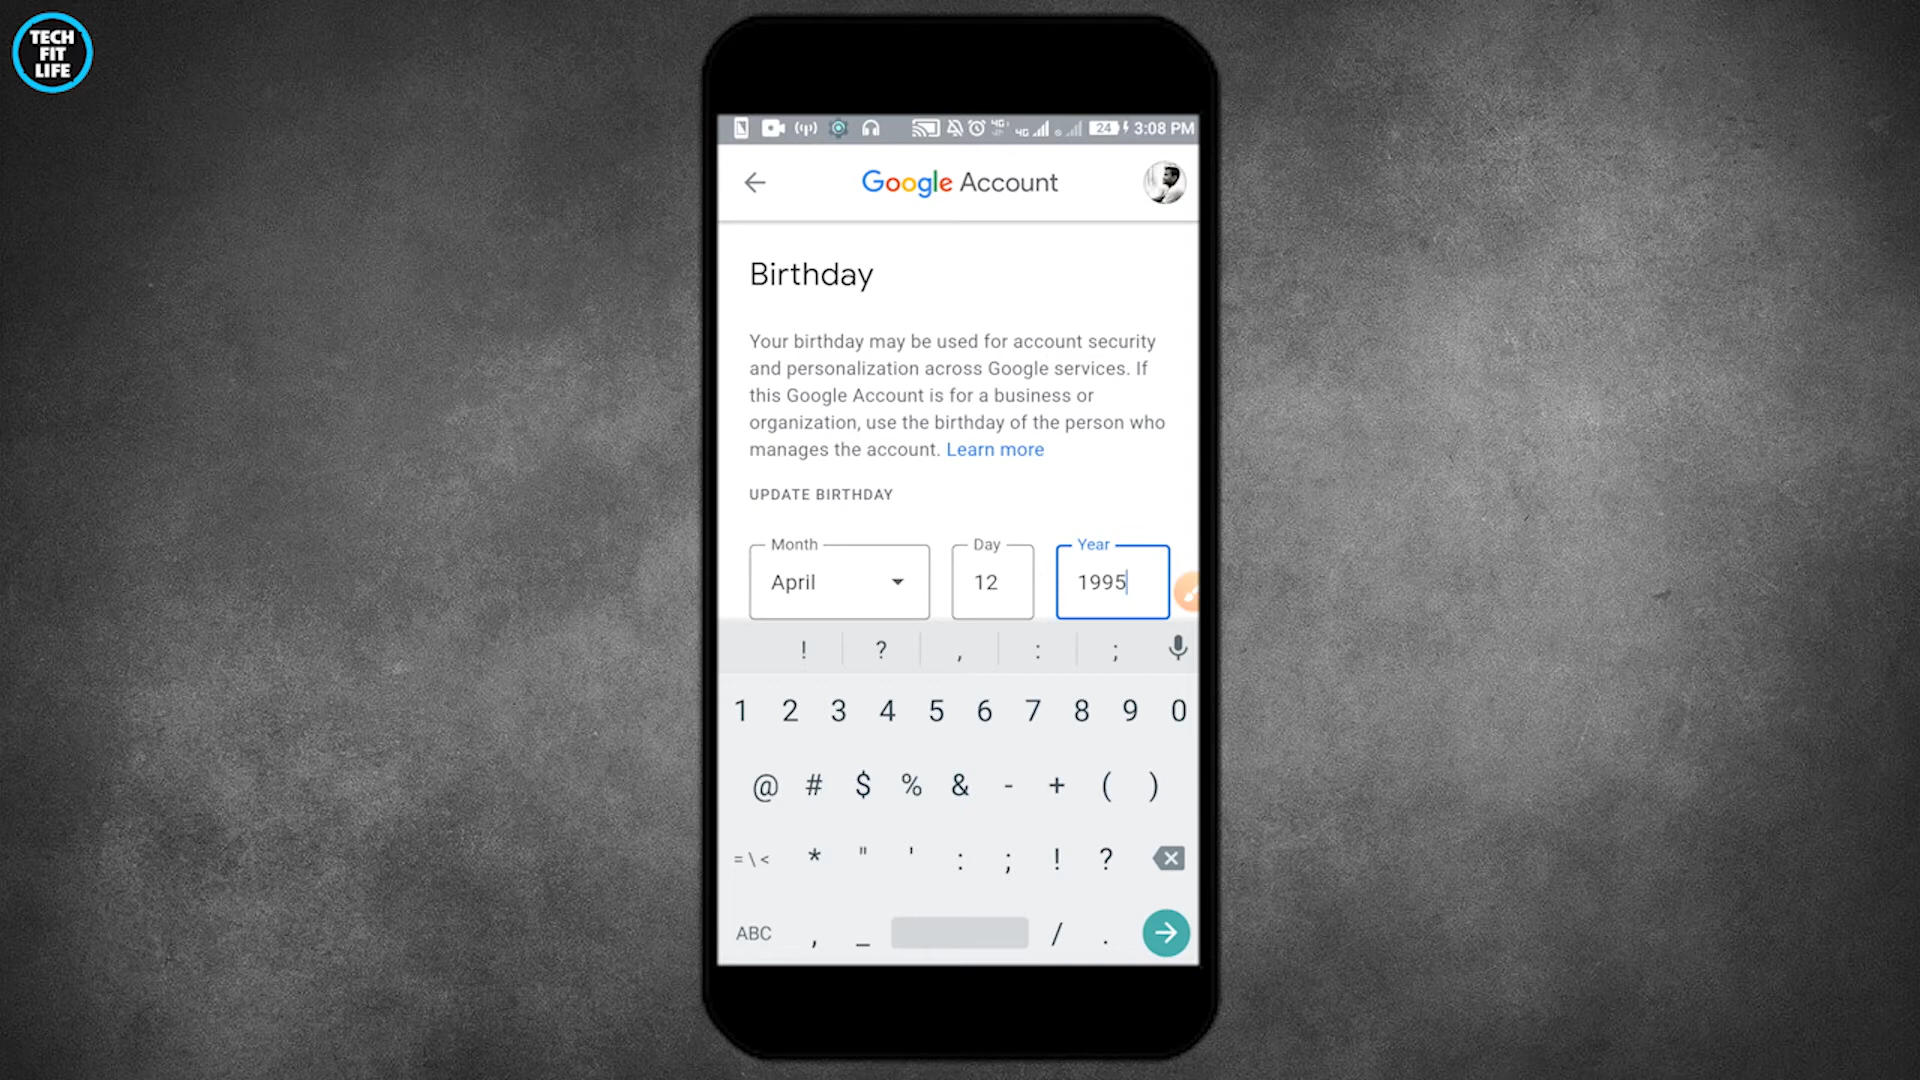 TECH
FIT
LIFE
4G
4G
24
3:08 PM
Google Account
Birthday
Your birthday may be used for account security
and personalization across Google services. If
this Google Account is for a business or
organization, use the birthday of the person who
manages the account. Learn more
UPDATE BIRTHDAY
Month Day Year
April 12 1995
! ? , : ;
1 2 3 4 5 6 7 8 9 0
@ # $ % & - + ( )
= \ < * " ' : ; ! ?
ABC , _ / .